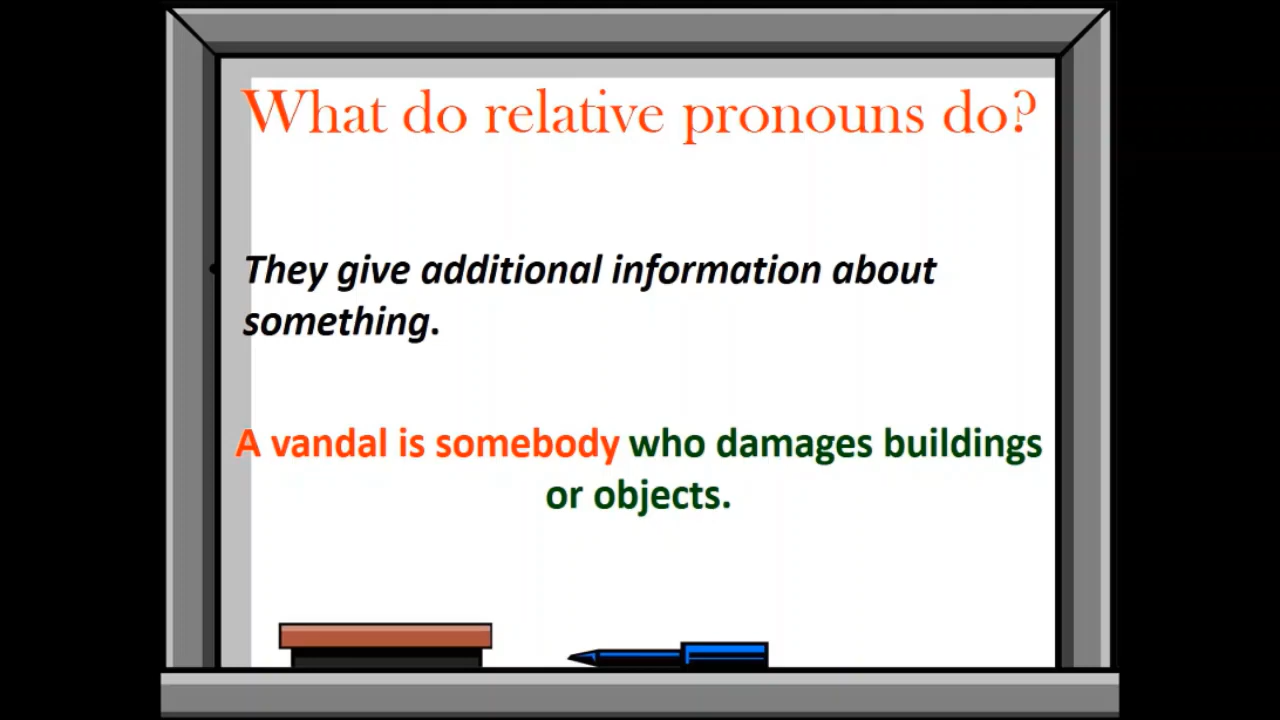 What do relative pronouns do?
• They give additional information about
something.
A vandal is somebody who damages buildings
or objects.